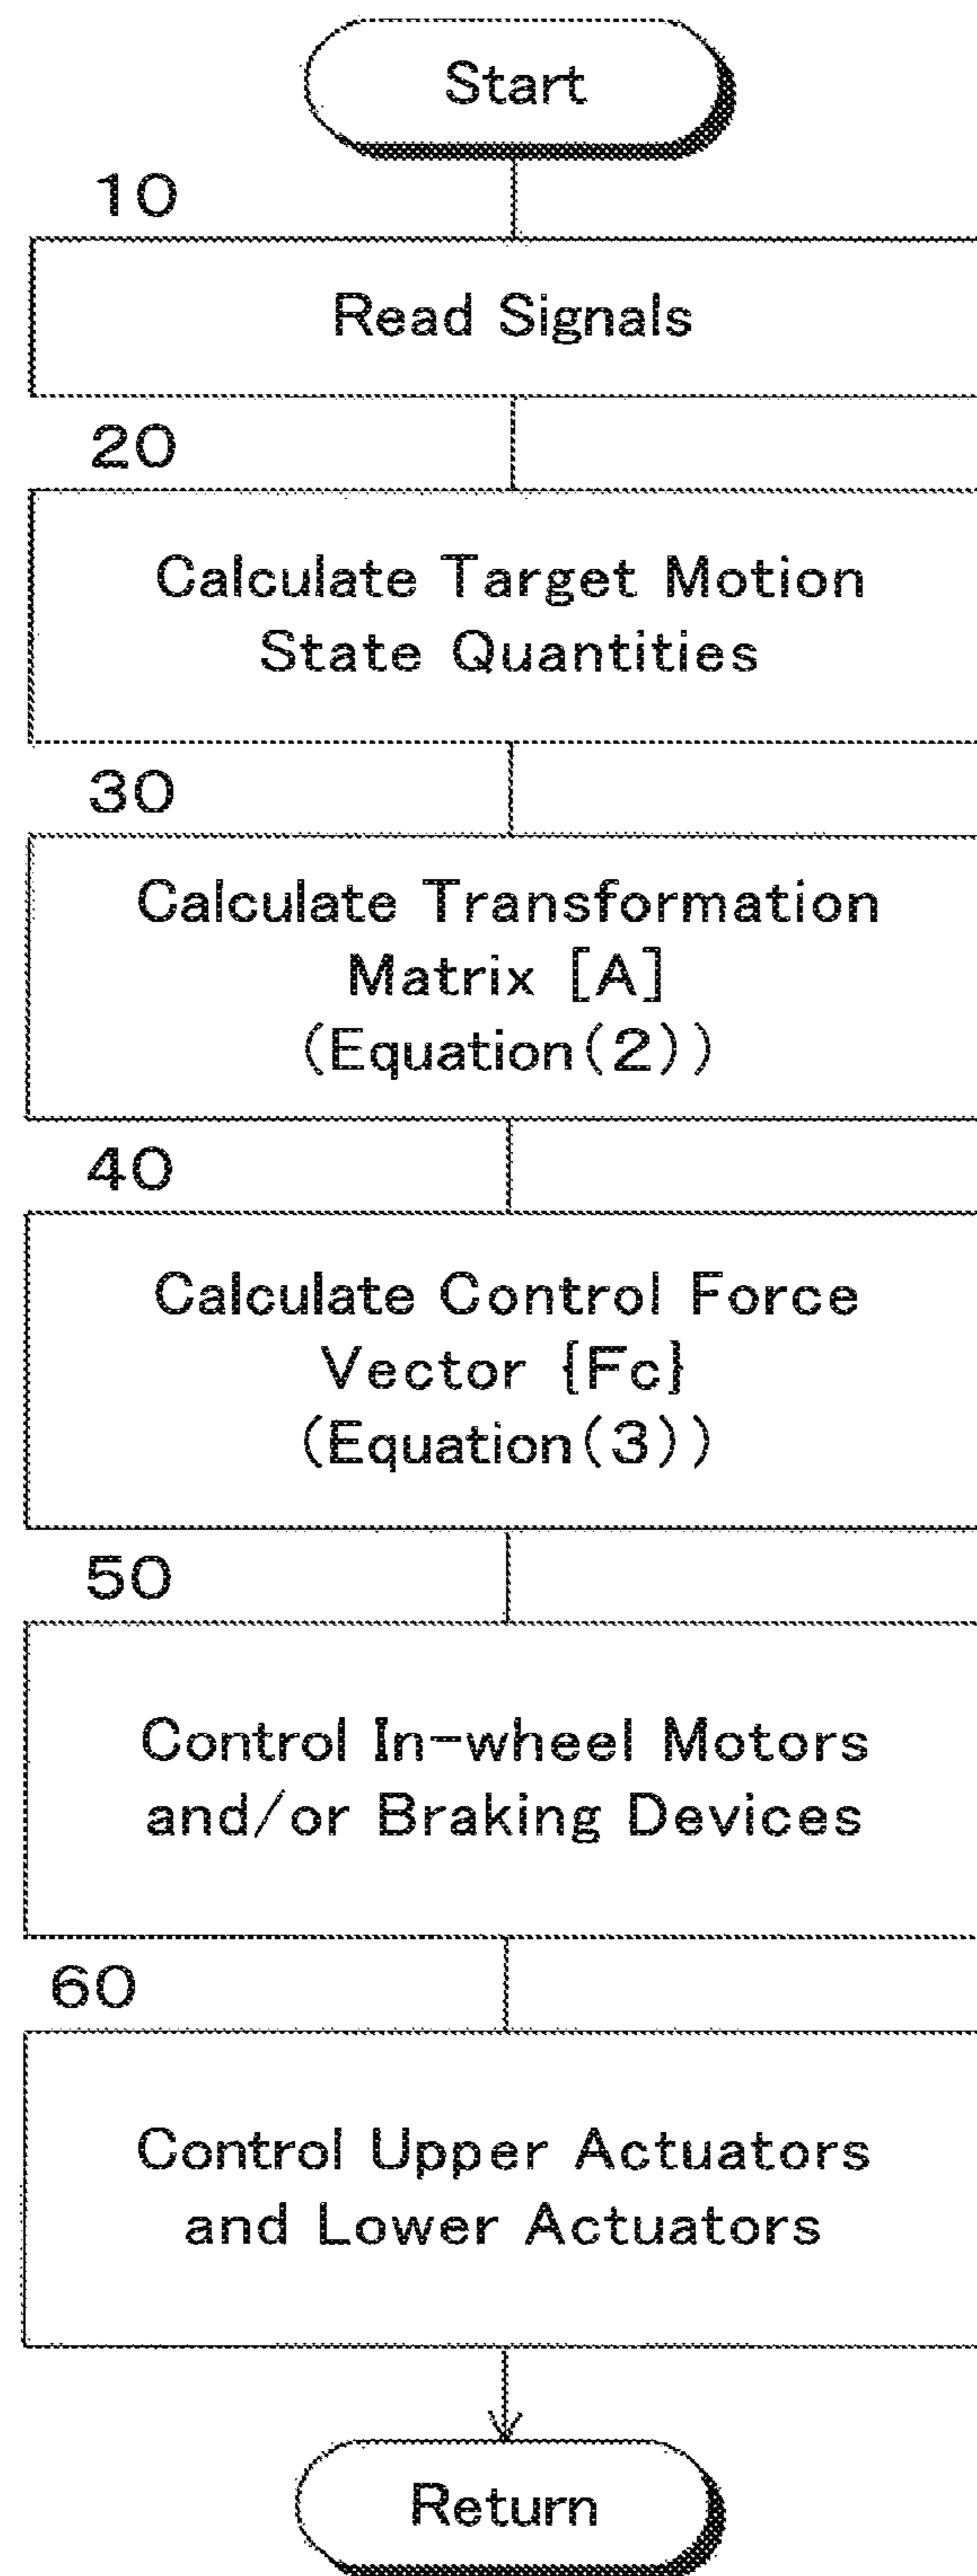 Start
10
Read Signals
20
Calculate Target Motion
State Quantities
30
Calculate Transformation
Matrix [A]
(Equation(2))
40
Calculate Control Force
Vector {Fc}
(Equation(3))
50
Control In-wheel Motors
and/or Braking Devices
60
Control Upper Actuators
and Lower Actuators
Return